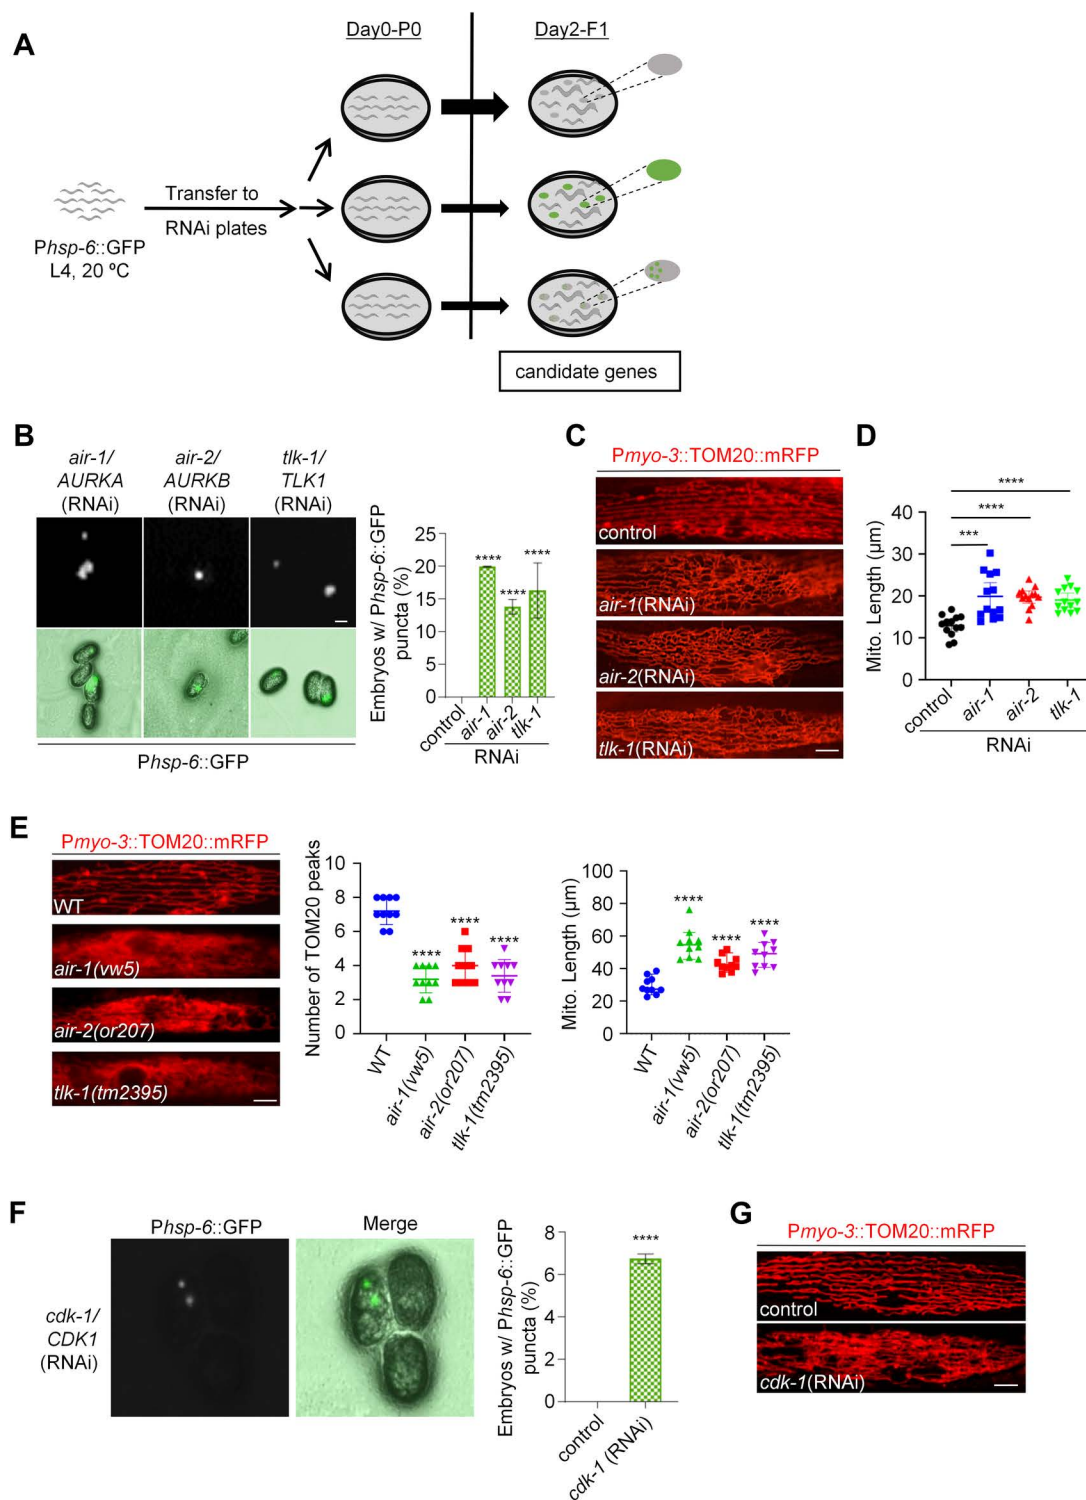 A
Day0-P0
Day2-F1
Transfer to
RNAi plates
Phsp-6::GFP
L4, 20 ºC
candidate genes
B
air-1/
AURKA
(RNAi)
air-2/
AURKB
(RNAi)
tlk-1/
TLK1
(RNAi)
Phsp-6::GFP
Embryos w/ Phsp-6::GFP
puncta (%)
25
20
15
10
5
0
****
****
****
control
air-1
air-2
tlk-1
RNAi
C
Pmyo-3::TOM20::mRFP
control
air-1(RNAi)
air-2(RNAi)
tlk-1(RNAi)
D
Mito. Length (µm)
40
30
20
10
0
****
****
***
control
air-1
air-2
tlk-1
RNAi
E
Pmyo-3::TOM20::mRFP
WT
air-1(vw5)
air-2(or207)
tlk-1(tm2395)
Number of TOM20 peaks
10
8
6
4
2
0
****
****
****
WT
air-1(vw5)
air-2(or207)
tlk-1(tm2395)
Mito. Length (µm)
100
80
60
40
20
0
****
****
****
WT
air-1(vw5)
air-2(or207)
tlk-1(tm2395)
F
Phsp-6::GFP
Merge
cdk-1/
CDK1
(RNAi)
Embryos w/ Phsp-6::GFP
puncta (%)
8
6
4
2
0
****
control
cdk-1 (RNAi)
G
Pmyo-3::TOM20::mRFP
control
cdk-1(RNAi)